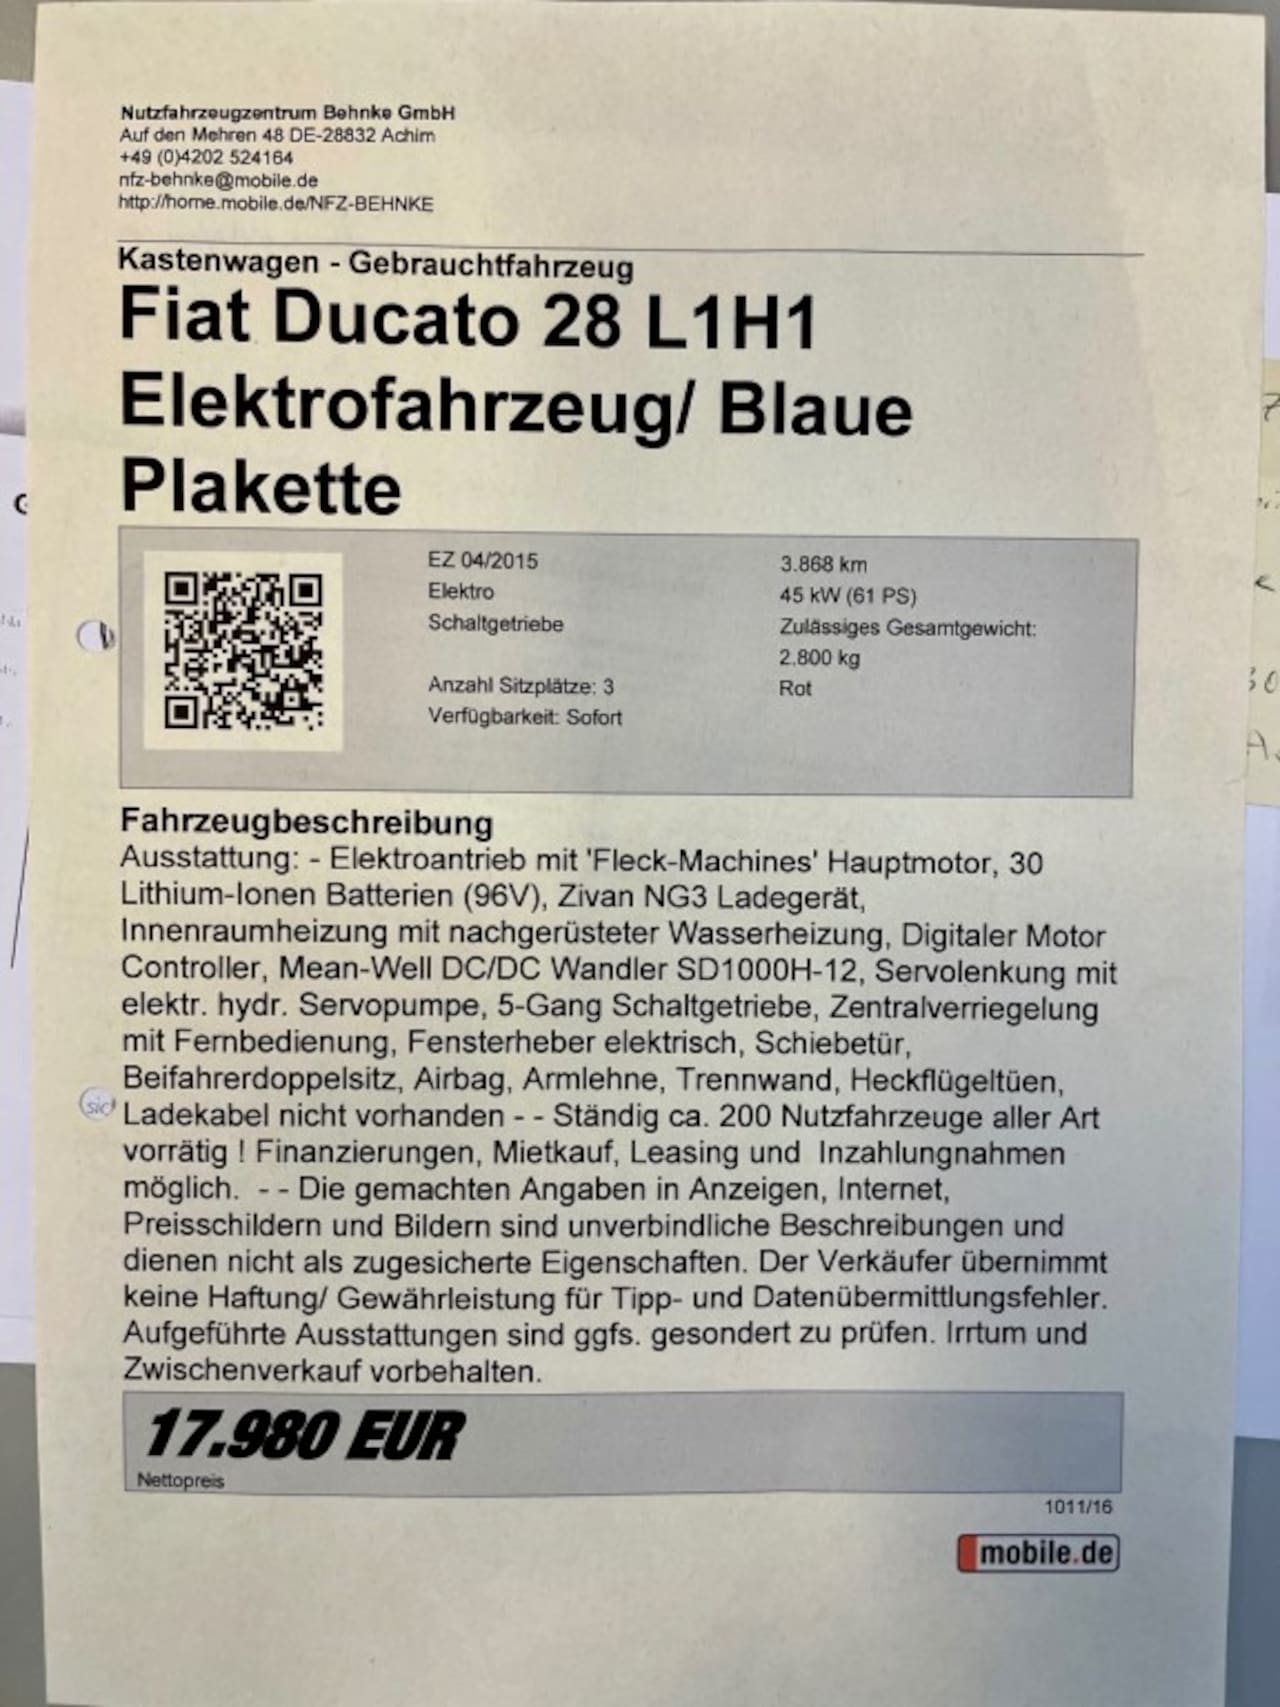 Nutzfahrzeugzentrum Behnke GmbH
Auf den Mehren 48 DE-28832 Achim
+49 (0)4202 524164
nfz-behnke@mobile.de
http://home.mobile.de/NFZ-BEHNKE
Kastenwagen - Gebrauchtfahrzeug
Fiat Ducato 28 L1H1
Elektrofahrzeug/ Blaue
Plakette
EZ 04/2015
Elektro
Schaltgetriebe
Anzahl Sitzplätze: 3
Verfügbarkeit: Sofort
3.868 km
45 kW (61 PS)
Zulässiges Gesamtgewicht:
2.800 kg
Rot
Fahrzeugbeschreibung
Ausstattung: - Elektroantrieb mit 'Fleck-Machines' Hauptmotor, 30
Lithium-Ionen Batterien (96V), Zivan NG3 Ladegerät,
Innenraumheizung mit nachgerüsteter Wasserheizung, Digitaler Motor
Controller, Mean-Well DC/DC Wandler SD1000H-12, Servolenkung mit
elektr. hydr. Servopumpe, 5-Gang Schaltgetriebe, Zentralverriegelung
mit Fernbedienung, Fensterheber elektrisch, Schiebetür,
Beifahrerdoppelsitz, Airbag, Armlehne, Trennwand, Heckflügeltüen,
sic
Ladekabel nicht vorhanden - - Ständig ca. 200 Nutzfahrzeuge aller Art
vorrätig ! Finanzierungen, Mietkauf, Leasing und Inzahlungnahmen
möglich. - - Die gemachten Angaben in Anzeigen, Internet,
Preisschildern und Bildern sind unverbindliche Beschreibungen und
dienen nicht als zugesicherte Eigenschaften. Der Verkäufer übernimmt
keine Haftung/ Gewährleistung für Tipp- und Datenübermittlungsfehler.
Aufgeführte Ausstattungen sind ggfs. gesondert zu prüfen. Irrtum und
Zwischenverkauf vorbehalten.
17.980 EUR
Nettopreis
1011/16
mobile.de